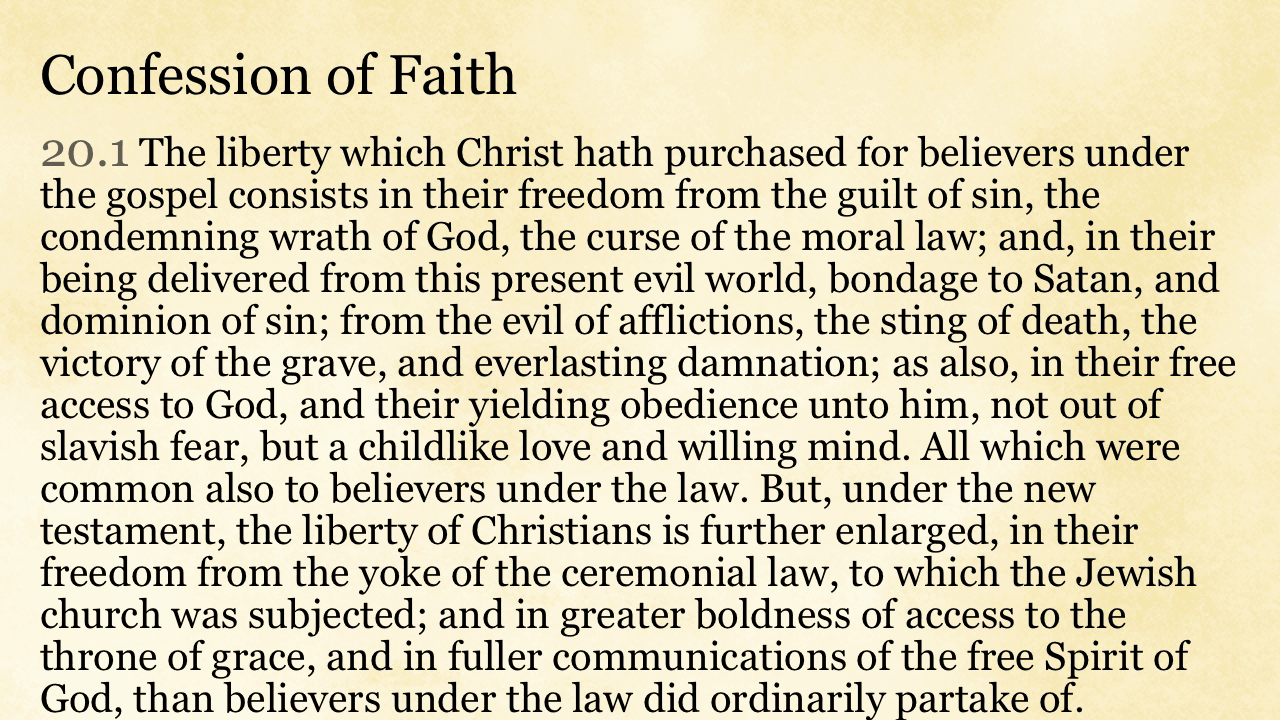 Confession of Faith
20.1 The liberty which Christ hath purchased for believers under
the gospel consists in their freedom from the guilt of sin, the
condemning wrath of God, the curse of the moral law; and, in their
being delivered from this present evil world, bondage to Satan, and
dominion of sin; from the evil of afflictions, the sting of death, the
victory of the grave, and everlasting damnation; as also, in their free
access to God, and their yielding obedience unto him, not out of
slavish fear, but a childlike love and willing mind. All which were
common also to believers under the law. But, under the new
testament, the liberty of Christians is further enlarged, in their
freedom from the yoke of the ceremonial law, to which the Jewish
church was subjected; and in greater boldness of access to the
throne of grace, and in fuller communications of the free Spirit of
God, than believers under the law did ordinarily partake of.